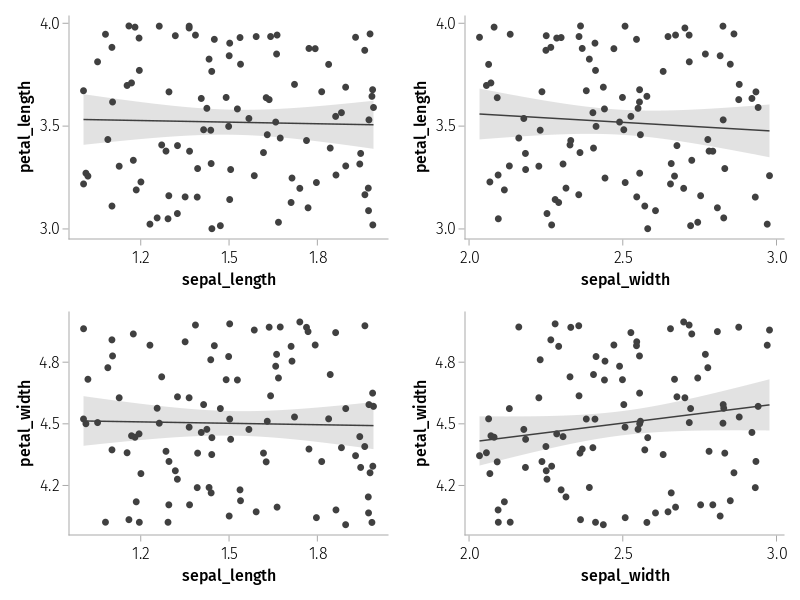 4.0
3.5
3.0
petal_length
1.2 1.5 1.8
sepal_length
4.0
3.5
3.0
petal_length
2.0 2.5 3.0
sepal_width
4.8
4.5
4.2
petal_width
1.2 1.5 1.8
sepal_length
4.8
4.5
4.2
petal_width
2.0 2.5 3.0
sepal_width